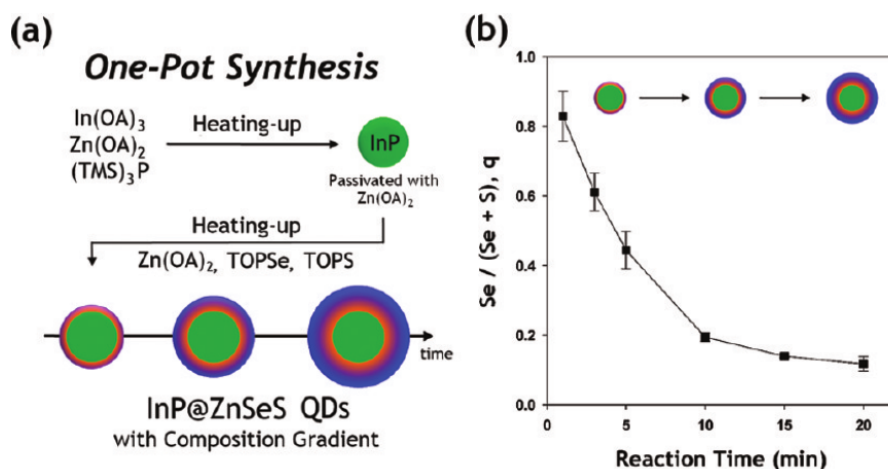 (a)
One-Pot Synthesis
In(OA)₃
Zn(OA)₂
(TMS)₃P
Heating-up
InP
Passivated with
Zn(OA)₂
Heating-up
Zn(OA)₂, TOPSe, TOPS
time
InP@ZnSeS QDs
with Composition Gradient
(b)
Se / (Se + S), q
1.0
0.8
0.6
0.4
0.2
0.0
0
5
10
15
20
Reaction Time (min)